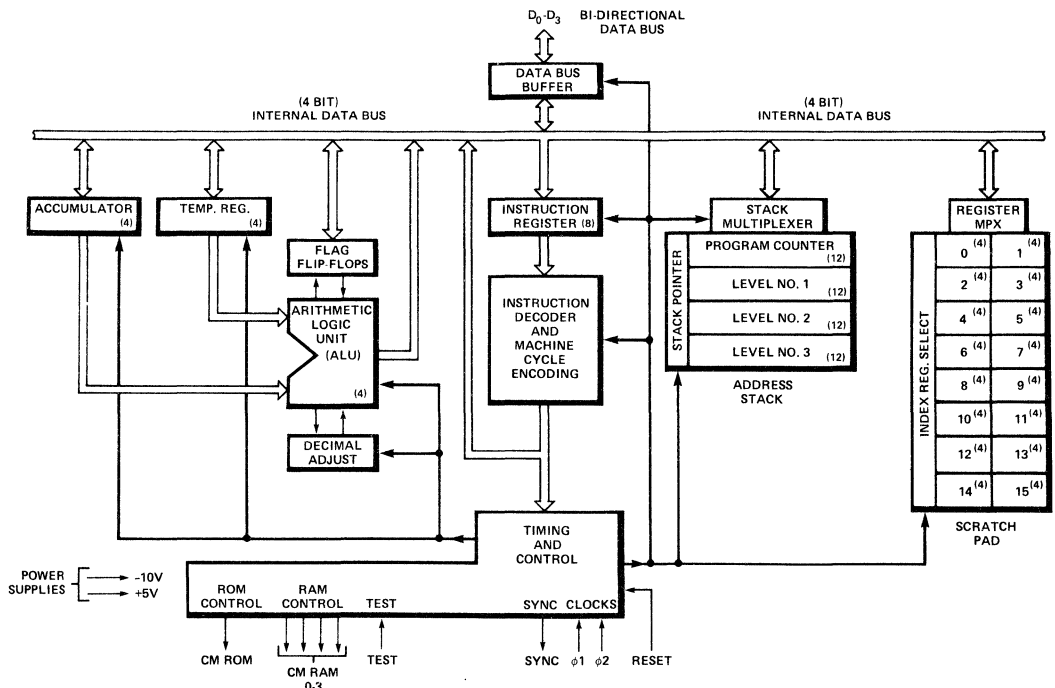 D0-D3 BI-DIRECTIONAL
DATA BUS
DATA BUS
BUFFER
(4 BIT)
INTERNAL DATA BUS
(4 BIT)
INTERNAL DATA BUS
ACCUMULATOR
(4)
TEMP. REG.
(4)
FLAG
FLIP-FLOPS
ARITHMETIC
LOGIC
UNIT
(ALU)
(4)
DECIMAL
ADJUST
INSTRUCTION
REGISTER (8)
INSTRUCTION
DECODER
AND
MACHINE
CYCLE
ENCODING
STACK
MULTIPLEXER
STACK POINTER
PROGRAM COUNTER
(12)
LEVEL NO. 1
(12)
LEVEL NO. 2
(12)
LEVEL NO. 3
(12)
ADDRESS
STACK
REGISTER
MPX
INDEX REG. SELECT
0 (4) 1 (4)
2 (4) 3 (4)
4 (4) 5 (4)
6 (4) 7 (4)
8 (4) 9 (4)
10 (4) 11 (4)
12 (4) 13 (4)
14 (4) 15 (4)
SCRATCH
PAD
TIMING
AND
CONTROL
POWER
SUPPLIES
-10V
+5V
ROM
CONTROL
RAM
CONTROL
TEST
SYNC CLOCKS
CM ROM
CM RAM
0-3
TEST
SYNC φ1 φ2 RESET